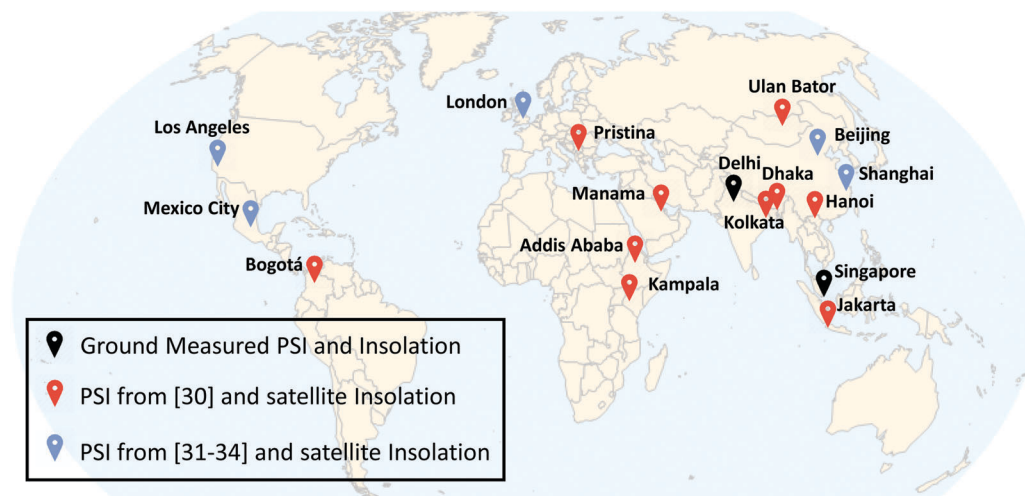 Ulan Bator
London
Los Angeles
Pristina
Beijing
Delhi
Dhaka
Shanghai
Manama
Mexico City
Kolkata
Hanoi
Addis Ababa
Bogotá
Kampala
Singapore
Jakarta
Ground Measured PSI and Insolation
PSI from [30] and satellite Insolation
PSI from [31-34] and satellite Insolation